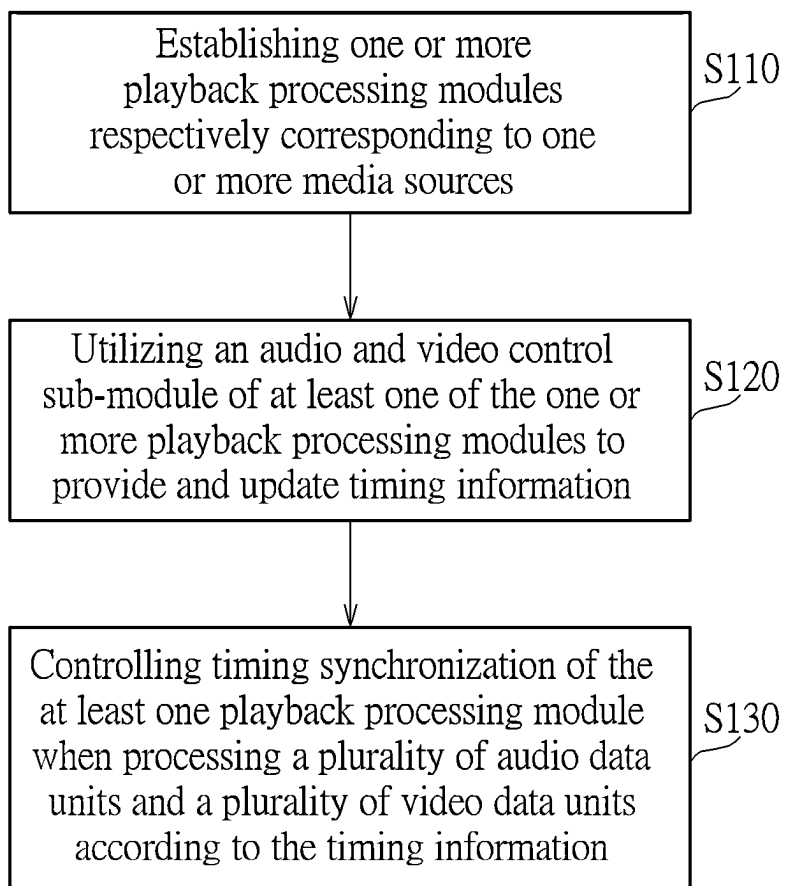 Establishing one or more
playback processing modules
respectively corresponding to one
or more media sources
S110
Utilizing an audio and video control
sub-module of at least one of the one or
more playback processing modules to
provide and update timing information
S120
Controlling timing synchronization of the
at least one playback processing module
when processing a plurality of audio data
units and a plurality of video data units
according to the timing information
S130